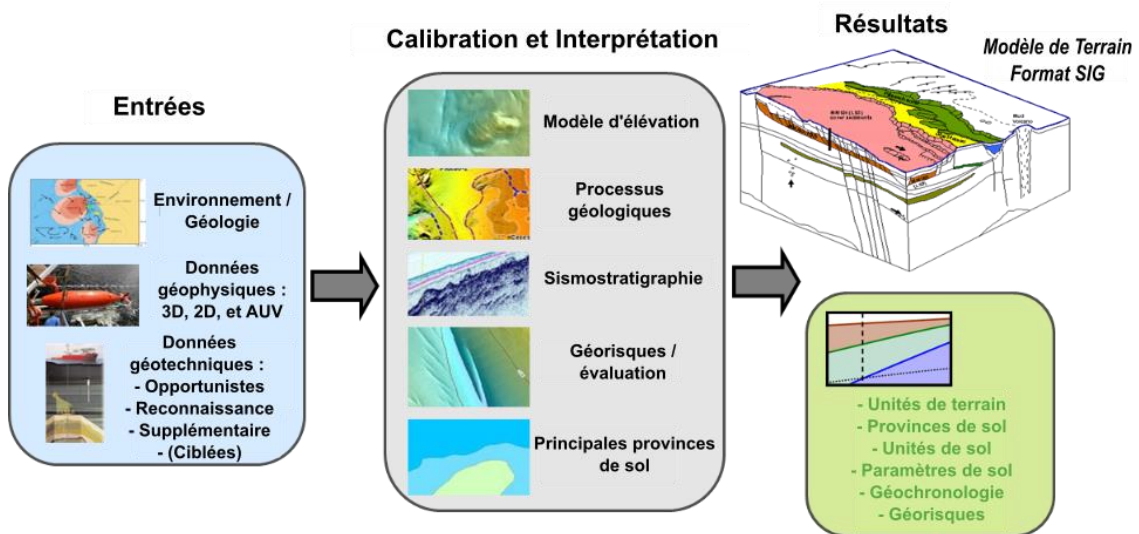 Entrées
Environnement /
Géologie
Données
géophysiques :
3D, 2D, et AUV
Données
géotechniques :
- Opportunistes
- Reconnaissance
- Supplémentaire
- (Ciblées)
Calibration et Interprétation
Modèle d'élévation
Processus
géologiques
Sismostratigraphie
Géorisques /
évaluation
Principales provinces
de sol
Résultats
Modèle de Terrain
Format SIG
- Unités de terrain
- Provinces de sol
- Unités de sol
- Paramètres de sol
- Géochronologie
- Géorisques